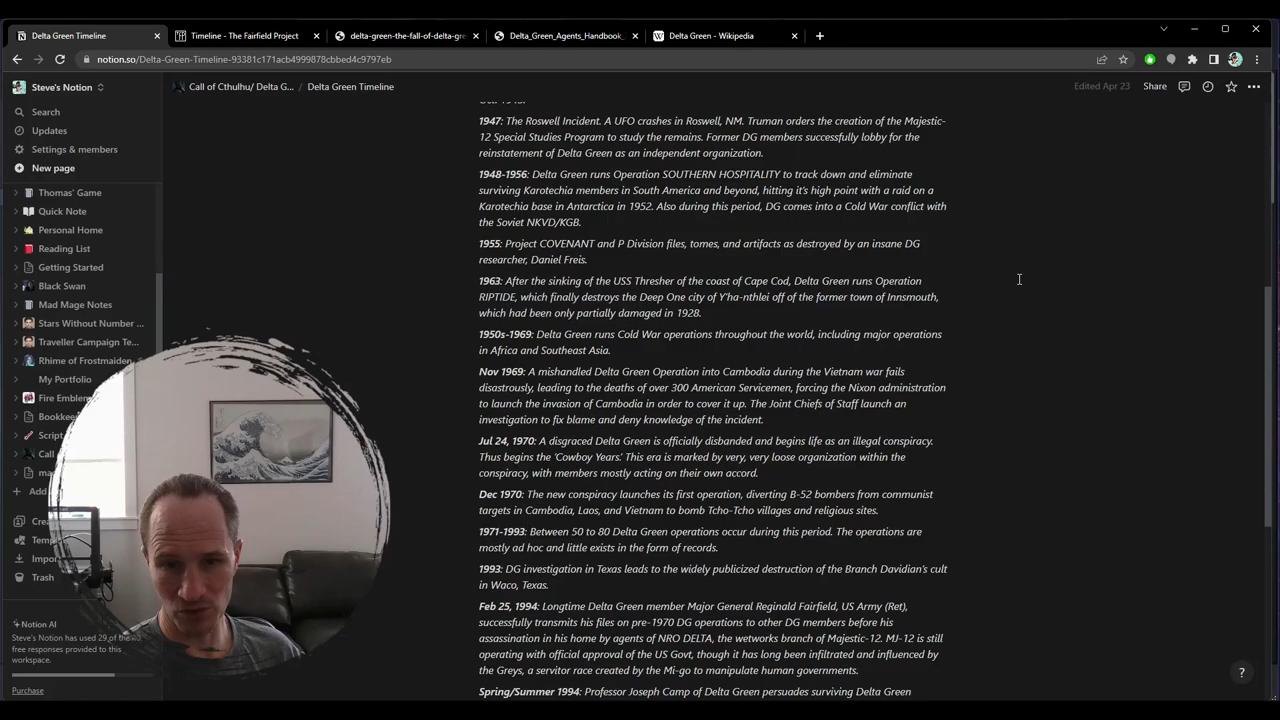 Delta Green Timeline
Timeline - The Fairfield Project
delta-green-the-fall-of-delta-gre
Delta_Green_Agents_Handbook_
Delta Green - Wikipedia
notion.so/Delta-Green-Timeline-93381c171acb4999878cbbed4c9797eb
Steve's Notion
Call of Cthulhu/ Delta G... / Delta Green Timeline
Edited Apr 23
Share
Search
Updates
Settings & members
New page
Thomas' Game
Quick Note
Personal Home
Reading List
Getting Started
Black Swan
Mad Mage Notes
Stars Without Number ...
Traveller Campaign Te...
Rhime of Frostmaiden
My Portfolio
Fire Emblem
Bookkee
Script
Call
Add
Crea
Templ
Impor
Trash
Notion AI
Steve's Notion has used 29 of the
free responses provided to this
workspace.
Purchase
1947: The Roswell Incident. A UFO crashes in Roswell, NM. Truman orders the creation of the Majestic-
12 Special Studies Program to study the remains. Former DG members successfully lobby for the
reinstatement of Delta Green as an independent organization.
1948-1956: Delta Green runs Operation SOUTHERN HOSPITALITY to track down and eliminate
surviving Karotechia members in South America and beyond, hitting it's high point with a raid on a
Karotechia base in Antarctica in 1952. Also during this period, DG comes into a Cold War conflict with
the Soviet NKVD/KGB.
1955: Project COVENANT and P Division files, tomes, and artifacts as destroyed by an insane DG
researcher, Daniel Freis.
1963: After the sinking of the USS Thresher of the coast of Cape Cod, Delta Green runs Operation
RIPTIDE, which finally destroys the Deep One city of Y'ha-nthlei off of the former town of Innsmouth,
which had been only partially damaged in 1928.
1950s-1969: Delta Green runs Cold War operations throughout the world, including major operations
in Africa and Southeast Asia.
Nov 1969: A mishandled Delta Green Operation into Cambodia during the Vietnam war fails
disastrously, leading to the deaths of over 300 American Servicemen, forcing the Nixon administration
to launch the invasion of Cambodia in order to cover it up. The Joint Chiefs of Staff launch an
investigation to fix blame and deny knowledge of the incident.
Jul 24, 1970: A disgraced Delta Green is officially disbanded and begins life as an illegal conspiracy.
Thus begins the 'Cowboy Years.' This era is marked by very, very loose organization within the
conspiracy, with members mostly acting on their own accord.
Dec 1970: The new conspiracy launches its first operation, diverting B-52 bombers from communist
targets in Cambodia, Laos, and Vietnam to bomb Tcho-Tcho villages and religious sites.
1971-1993: Between 50 to 80 Delta Green operations occur during this period. The operations are
mostly ad hoc and little exists in the form of records.
1993: DG investigation in Texas leads to the widely publicized destruction of the Branch Davidian's cult
in Waco, Texas.
Feb 25, 1994: Longtime Delta Green member Major General Reginald Fairfield, US Army (Ret),
successfully transmits his files on pre-1970 DG operations to other DG members before his
assassination in his home by agents of NRO DELTA, the wetworks branch of Majestic-12. MJ-12 is still
operating with official approval of the US Govt, though it has long been infiltrated and influenced by
the Greys, a servitor race created by the Mi-go to manipulate human governments.
Spring/Summer 1994: Professor Joseph Camp of Delta Green persuades surviving Delta Green